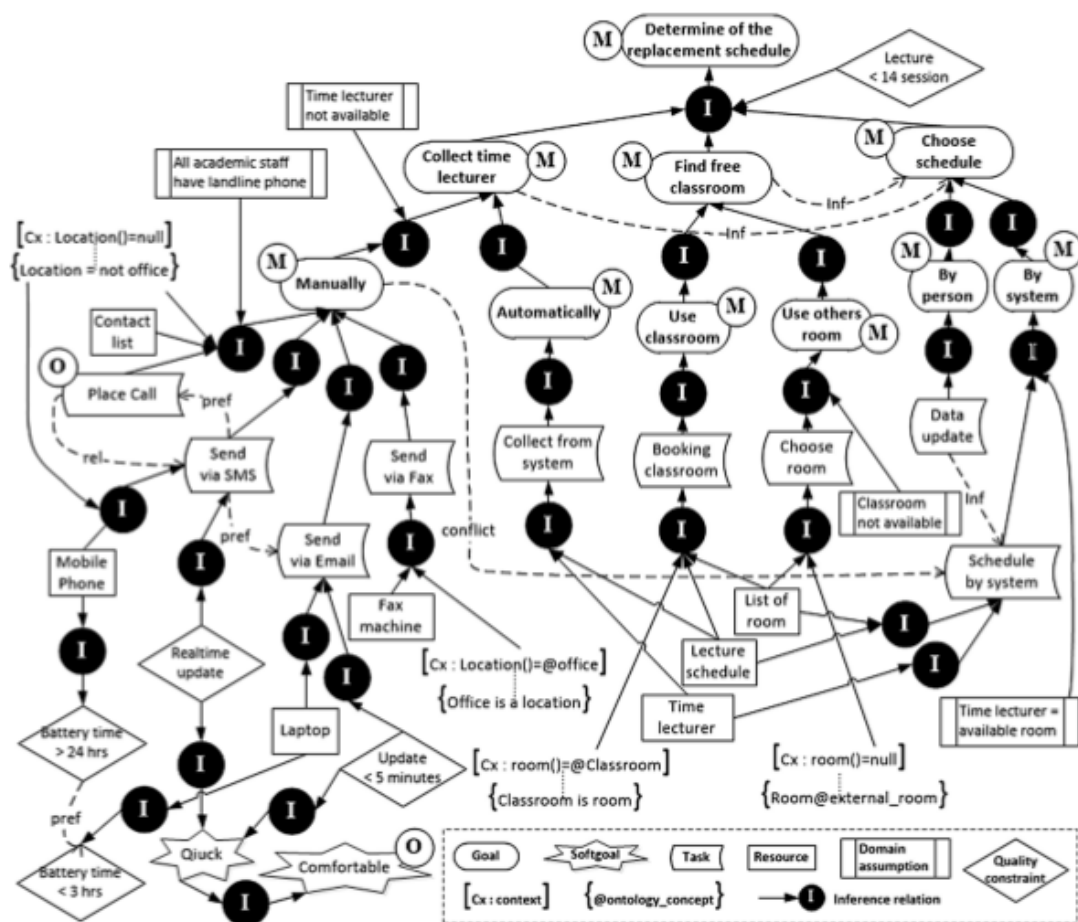 M
Determine of the
replacement schedule
Lecture
< 14 session
I
Time lecturer
not available
All academic staff
have landline phone
Collect time
lecturer
M
M
Find free
classroom
M
Choose
schedule
Inf
Inf
[Cx : Location()=null]
{Location = not office}
I
I
I
I
I
I
M
Manually
Automatically
M
Use
classroom
M
Use others
room
M
M
By
person
M
By
system
Contact
list
I
I
I
I
I
I
I
I
I
O
Place Call
pref
rel
Send
via SMS
Send
via Fax
Collect from
system
Booking
classroom
Choose
room
Data
update
Inf
Classroom
not available
I
I
pref
Send
via Email
conflict
I
I
I
I
Schedule
by system
Mobile
Phone
Fax
machine
List of
room
I
I
Realtime
update
I
I
[Cx : Location()=@office]
{Office is a location}
Lecture
schedule
I
Time
lecturer
Time lecturer =
available room
Battery time
> 24 hrs
Laptop
I
Update
< 5 minutes
[Cx : room()=@Classroom]
{Classroom is room}
[Cx : room()=null]
{Room@external_room}
pref
I
I
Qiuck
O
Comfortable
Battery time
< 3 hrs
I
Goal
Softgoal
Task
Resource
Domain
assumption
Quality
constraint
[Cx : context]
{@ontology_concept}
I
Inference relation